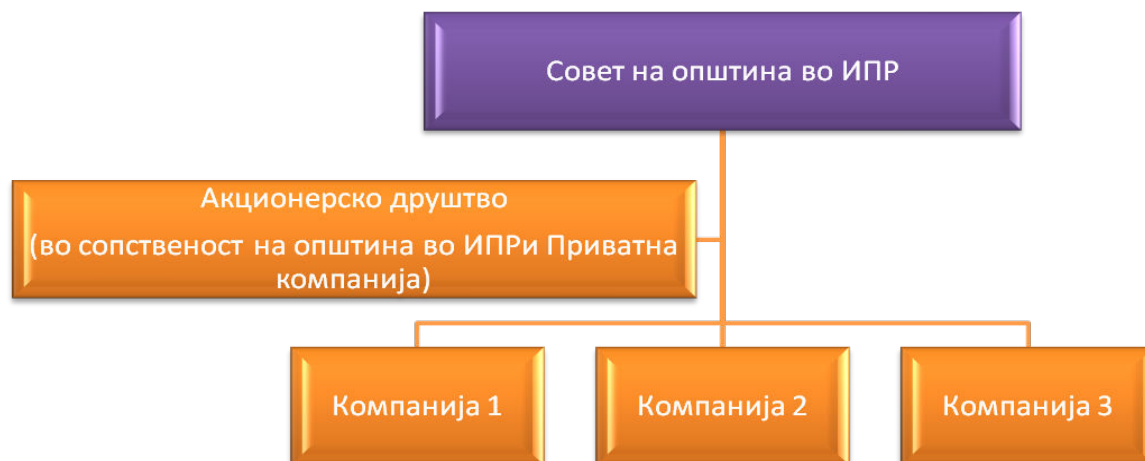 Совет на општина во ИПР
Акционерско друштво
(во сопственост на општина во ИПРи Приватна
компанија)
Компанија 1
Компанија 2
Компанија 3